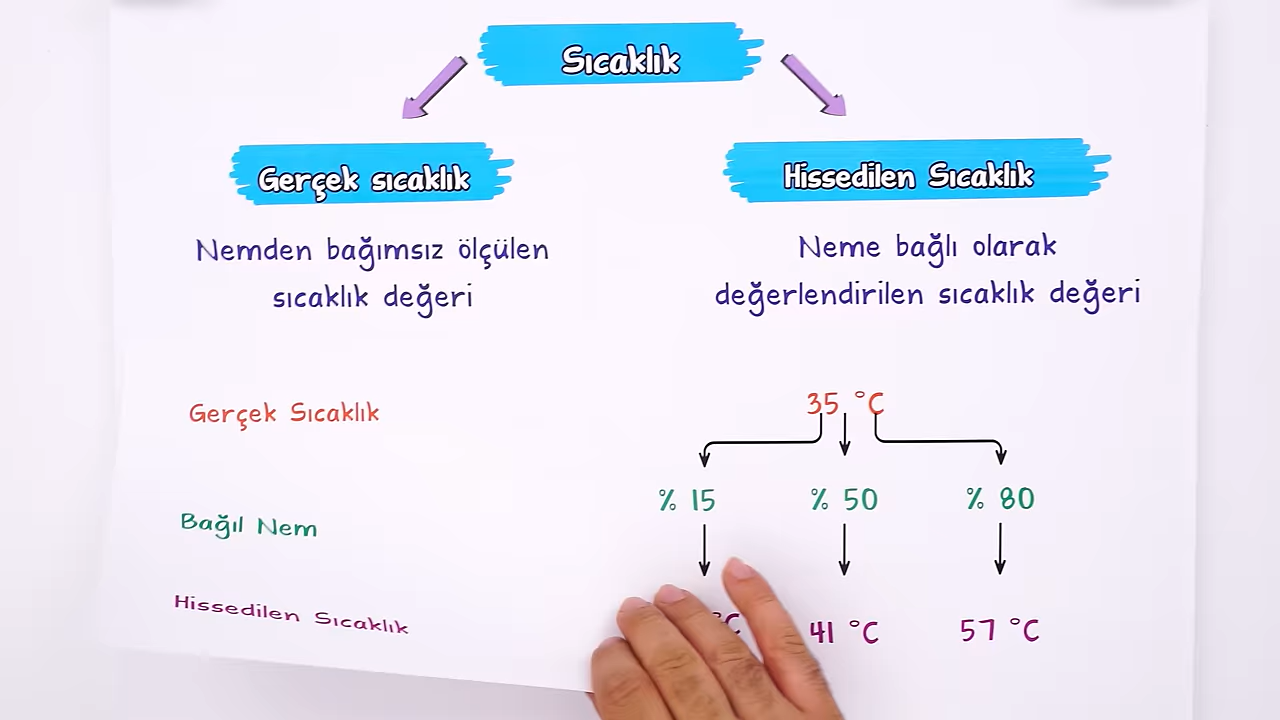 Sıcaklık
Gerçek sıcaklık
Hissedilen Sıcaklık
Nemden bağımsız ölçülen
sıcaklık değeri
Neme bağlı olarak
değerlendirilen sıcaklık değeri
Gerçek Sıcaklık
35 °C
Bağıl Nem
% 15 % 50 % 80
Hissedilen Sıcaklık
°C 41 °C 57 °C